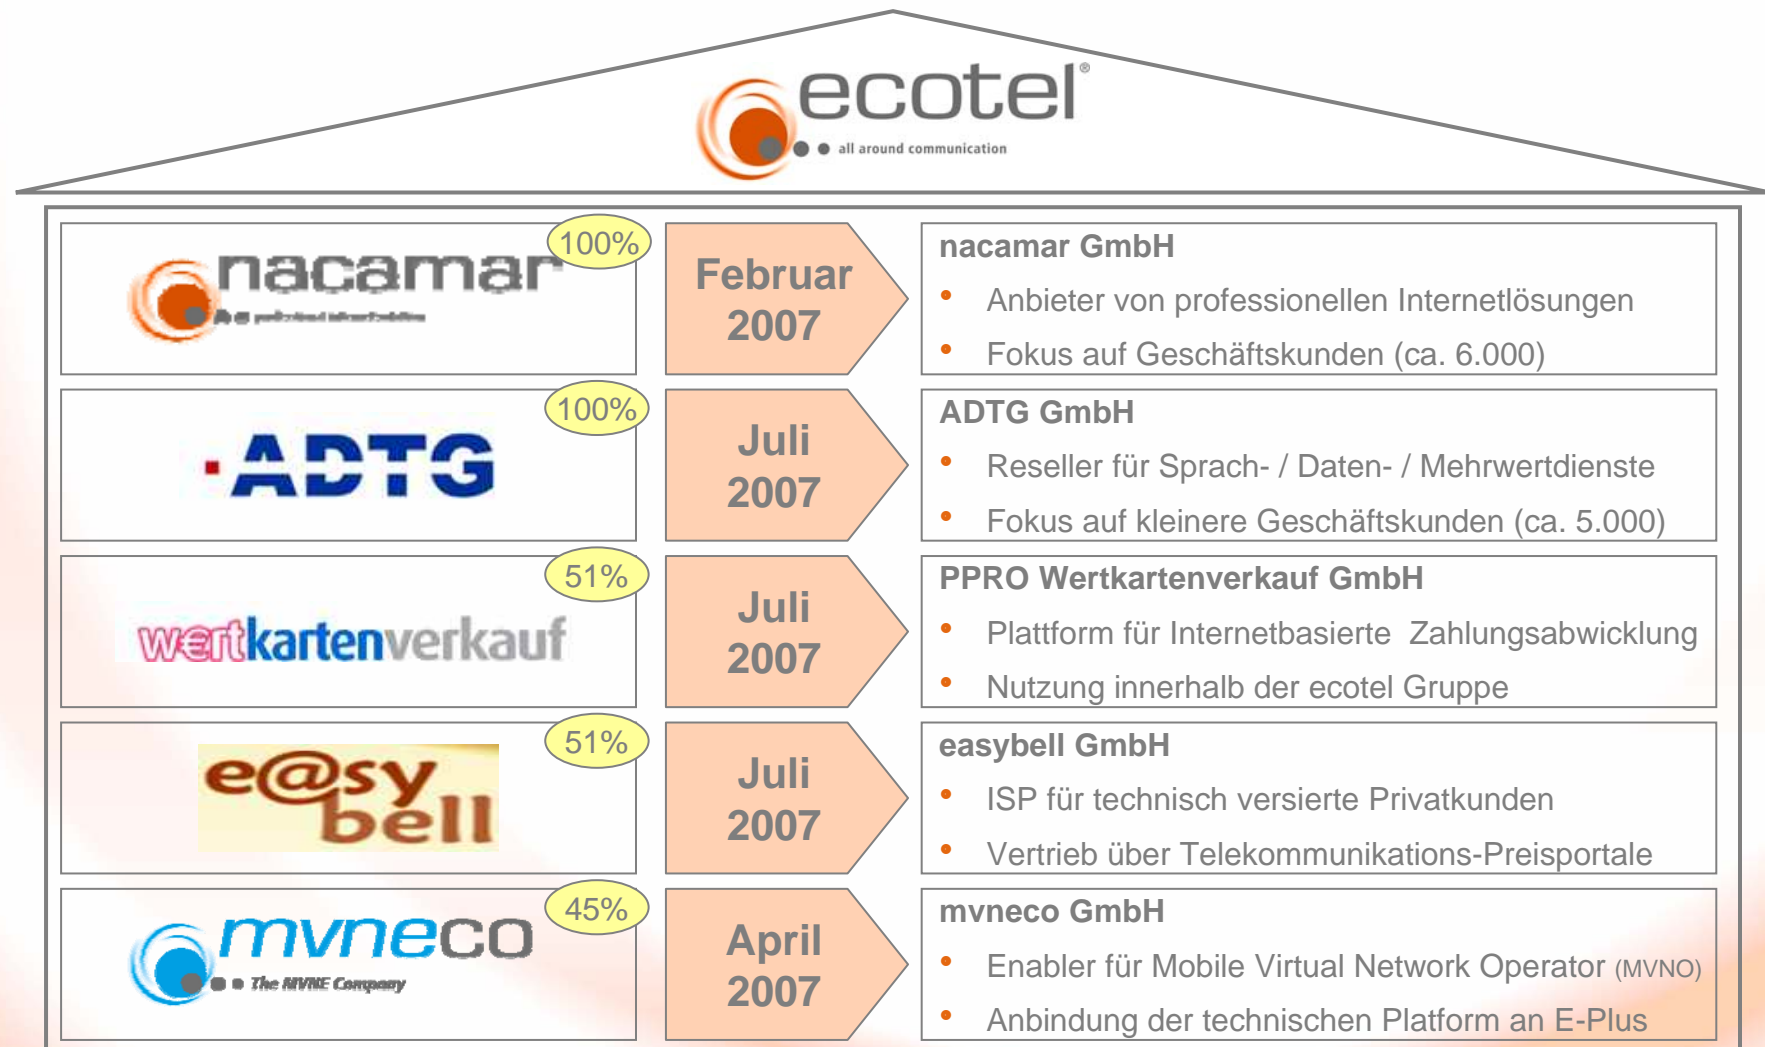 ecotel®
all around communication
nacamar
100%
Februar
2007
nacamar GmbH
• Anbieter von professionellen Internetlösungen
• Fokus auf Geschäftskunden (ca. 6.000)
ADTG
100%
Juli
2007
ADTG GmbH
• Reseller für Sprach- / Daten- / Mehrwertdienste
• Fokus auf kleinere Geschäftskunden (ca. 5.000)
w€rtkartenverkauf
51%
Juli
2007
PPRO Wertkartenverkauf GmbH
• Plattform für Internetbasierte Zahlungsabwicklung
• Nutzung innerhalb der ecotel Gruppe
e@sy
bell
51%
Juli
2007
easybell GmbH
• ISP für technisch versierte Privatkunden
• Vertrieb über Telekommunikations-Preisportale
mvneco
The MVNE Company
45%
April
2007
mvneco GmbH
• Enabler für Mobile Virtual Network Operator (MVNO)
• Anbindung der technischen Platform an E-Plus